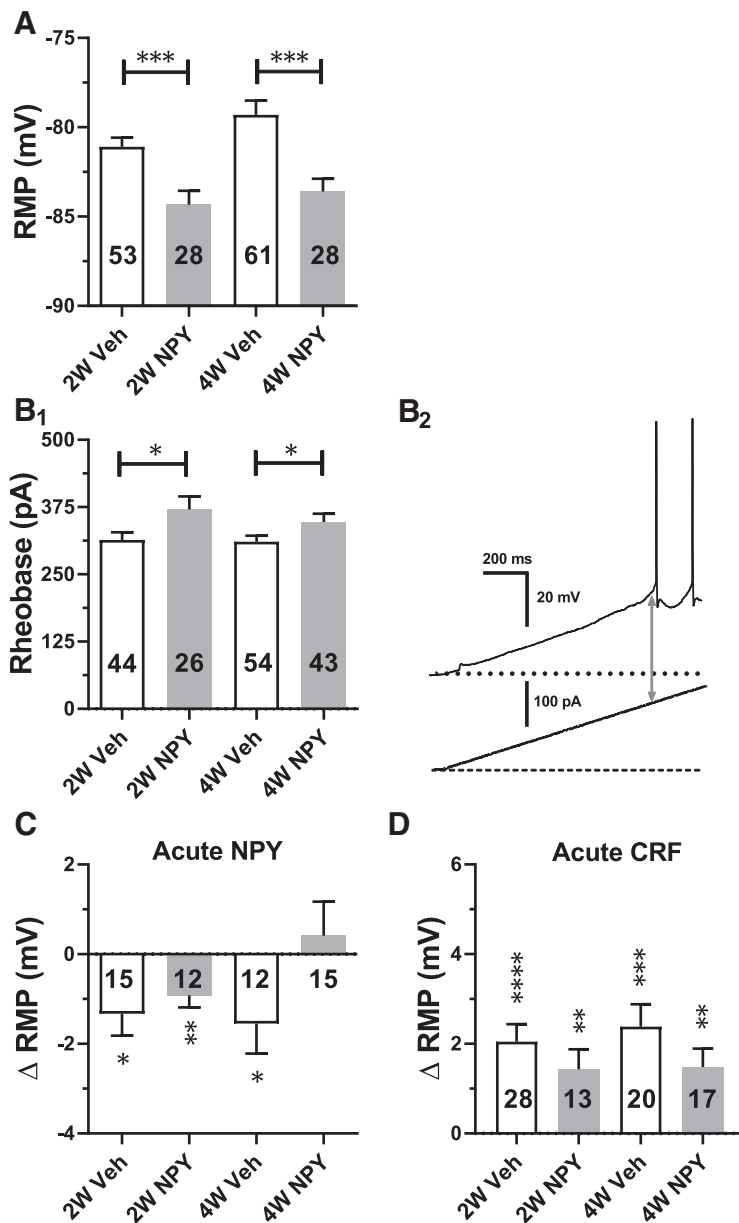 A
RMP (mV)
-75
-80
-85
-90
***
***
53
28
61
28
2W Veh
2W NPY
4W Veh
4W NPY
B1
Rheobase (pA)
500
375
250
125
0
*
*
44
26
54
43
2W Veh
2W NPY
4W Veh
4W NPY
B2
200 ms
20 mV
100 pA
C
Acute NPY
Δ RMP (mV)
2
0
-2
-4
15
12
12
15
*
**
*
2W Veh
2W NPY
4W Veh
4W NPY
D
Acute CRF
Δ RMP (mV)
6
4
2
0
****
**
***
**
28
13
20
17
2W Veh
2W NPY
4W Veh
4W NPY